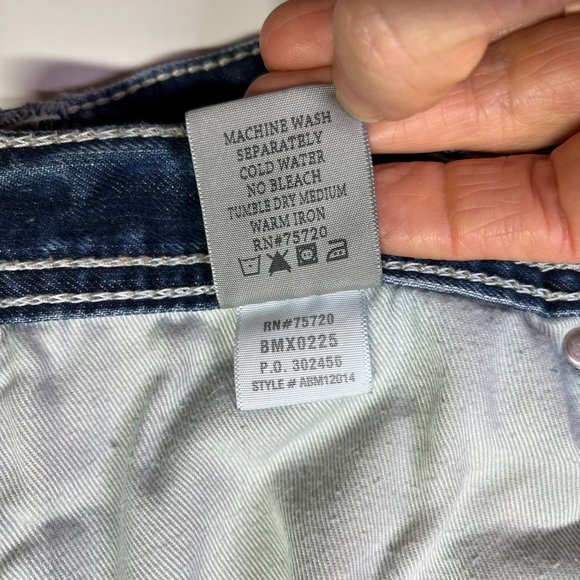 MACHINE WASH
SEPARATELY
COLD WATER
NO BLEACH
TUMBLE DRY MEDIUM
WARM IRON
RN#75720
RN#75720
BMX0225
P.O. 302456
STYLE # ABM12014